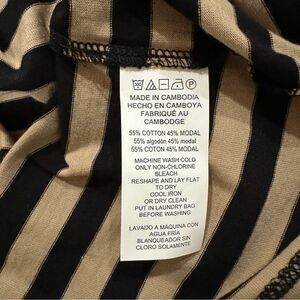 MADE IN CAMBODIA
HECHO EN CAMBOYA
FABRIQUÉ AU
CAMBODGE
55% COTTON 45% MODAL
55% algodón 45% modal
55% COTTON 45% MODAL
MACHINE WASH COLD
ONLY NON-CHLORINE
BLEACH
RESHAPE AND LAY FLAT
TO DRY
COOL IRON
OR DRY CLEAN
PUT IN LAUNDRY BAG
BEFORE WASHING
LAVADO A MÁQUINA CON
AGUA FRÍA
BLANQUEADOR SIN
CLORO SOLAMENTE